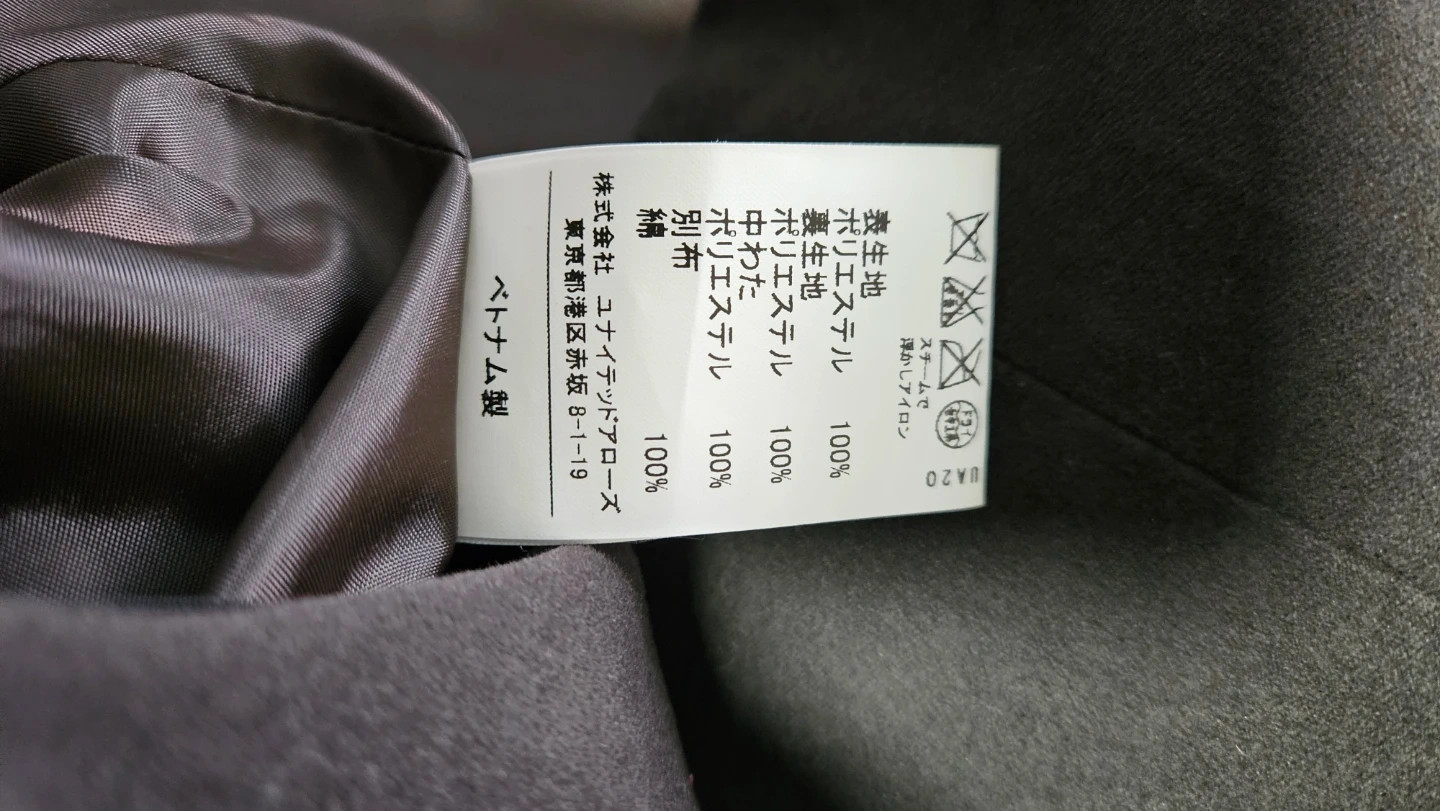 UA20
ドライ
スチームで
浮かしアイロン
表生地
ポリエステル 100%
裏生地
ポリエステル 100%
中わた
ポリエステル 100%
別布
綿 100%
株式会社 ユナイテッドアローズ
東京都港区赤坂 8-1-19
ベトナム製